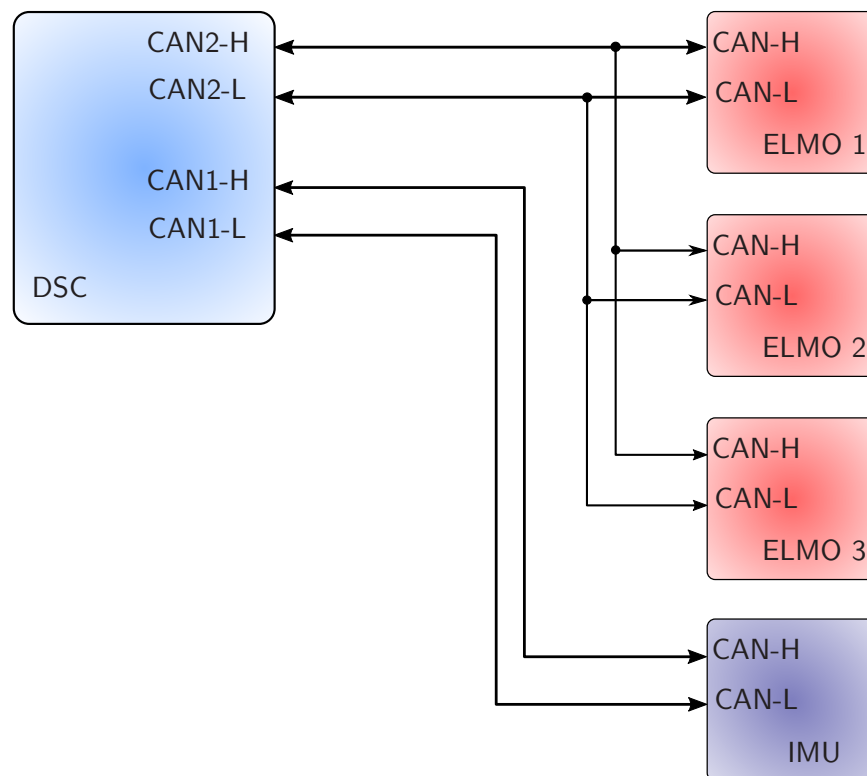 CAN2-H
CAN2-L
CAN1-H
CAN1-L
DSC
CAN-H
CAN-L
ELMO 1
CAN-H
CAN-L
ELMO 2
CAN-H
CAN-L
ELMO 3
CAN-H
CAN-L
IMU